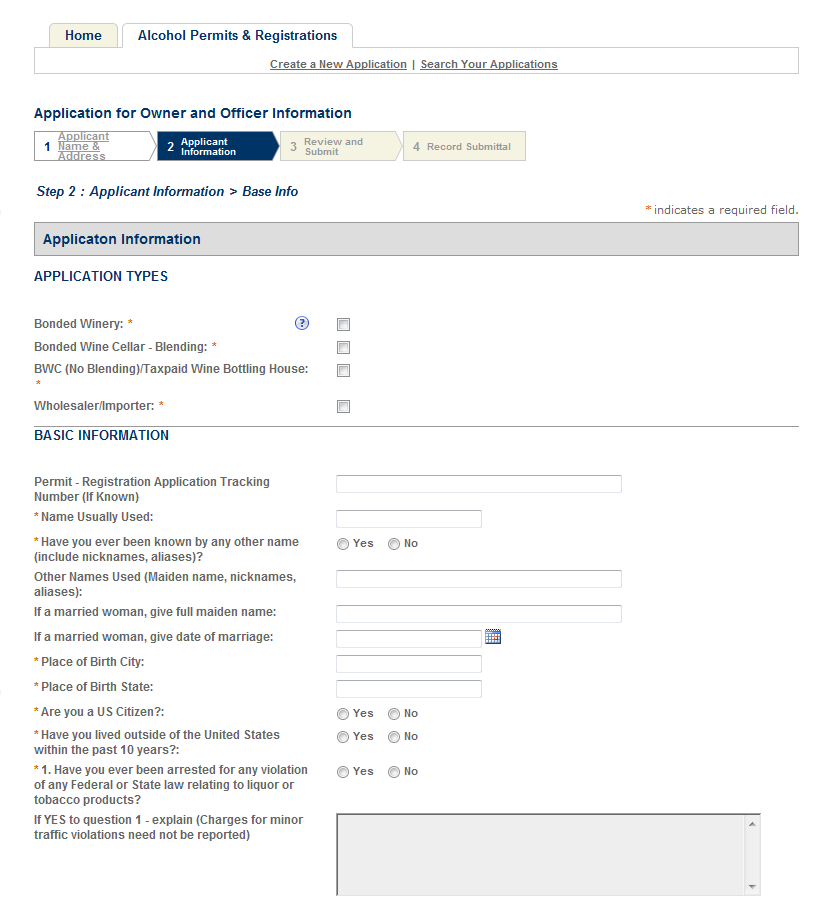 Home
Alcohol Permits & Registrations
Create a New Application | Search Your Applications
Application for Owner and Officer Information
1 Applicant Name & Address
2 Applicant Information
3 Review and Submit
4 Record Submittal
Step 2 : Applicant Information > Base Info
* indicates a required field.
Applicaton Information
APPLICATION TYPES
Bonded Winery: *
?
Bonded Wine Cellar - Blending: *
BWC (No Blending)/Taxpaid Wine Bottling House:
*
Wholesaler/Importer: *
BASIC INFORMATION
Permit - Registration Application Tracking
Number (If Known)
* Name Usually Used:
* Have you ever been known by any other name
(include nicknames, aliases)?
Yes No
Other Names Used (Maiden name, nicknames,
aliases):
If a married woman, give full maiden name:
If a married woman, give date of marriage:
* Place of Birth City:
* Place of Birth State:
* Are you a US Citizen?:
Yes No
* Have you lived outside of the United States
within the past 10 years?:
Yes No
* 1. Have you ever been arrested for any violation
of any Federal or State law relating to liquor or
tobacco products?
Yes No
If YES to question 1 - explain (Charges for minor
traffic violations need not be reported)